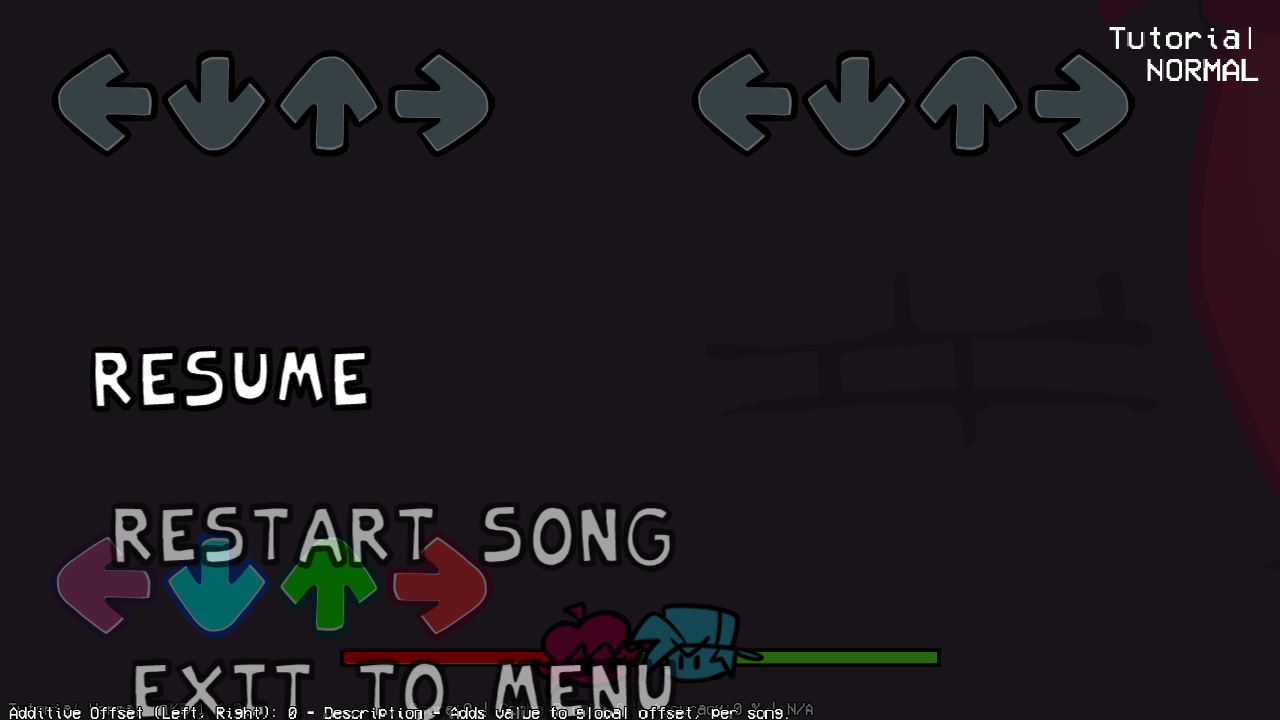 Tutorial
NORMAL
RESUME
RESTART SONG
EXIT TO MENU
Additive Offset (Left, Right): 0 - Description - Adds value to global offset, per song.